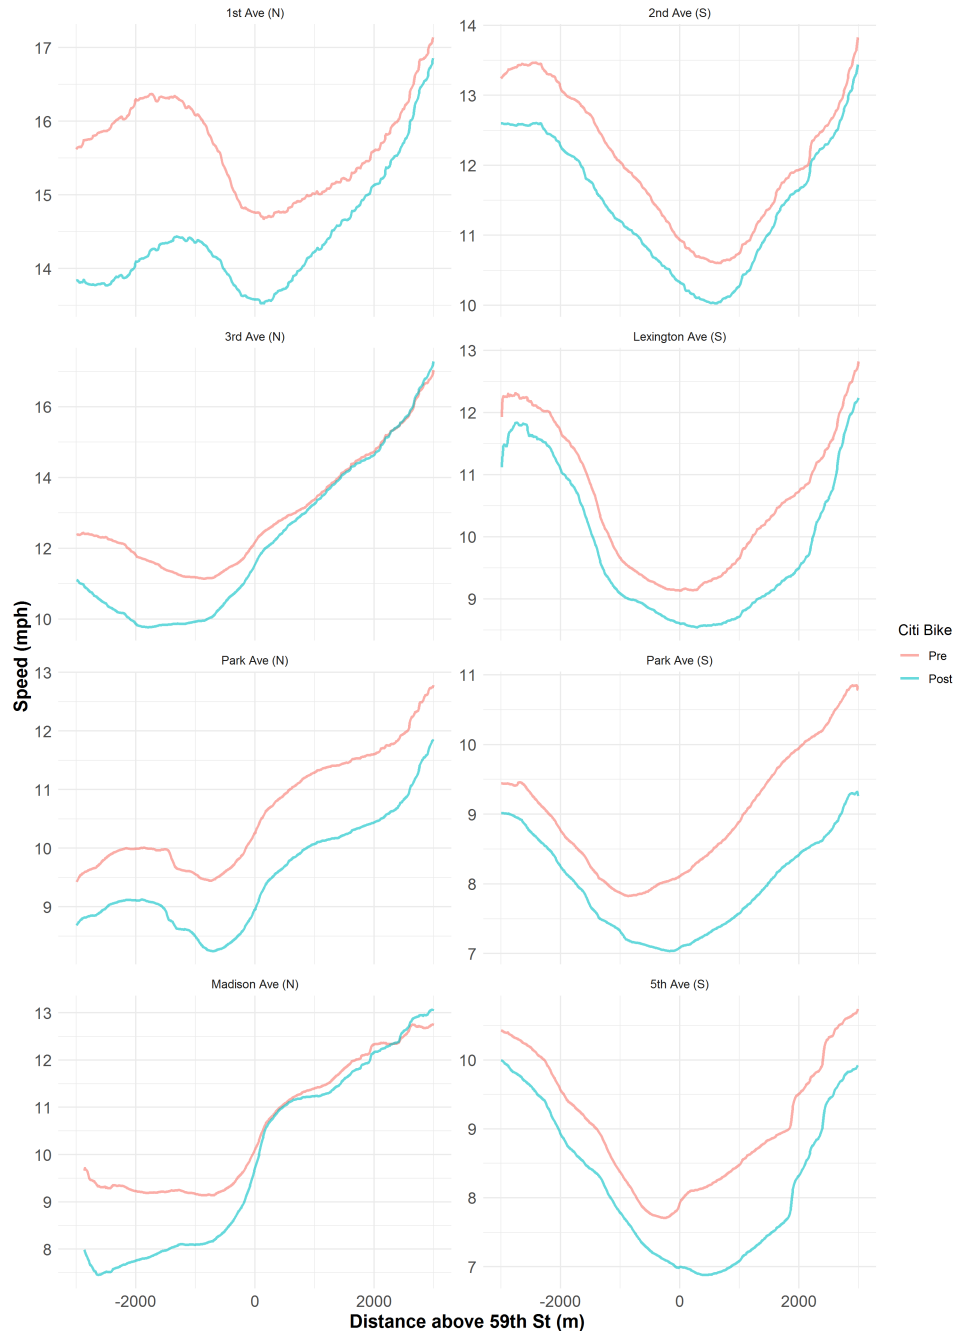 1st Ave (N)
2nd Ave (S)
17
16
15
14
14
13
12
11
10
3rd Ave (N)
Lexington Ave (S)
16
14
12
10
13
12
11
10
9
Park Ave (N)
Park Ave (S)
13
12
11
10
9
11
10
9
8
7
Madison Ave (N)
5th Ave (S)
13
12
11
10
9
8
10
9
8
7
-2000 0 2000
-2000 0 2000
Distance above 59th St (m)
Speed (mph)
Citi Bike
Pre
Post